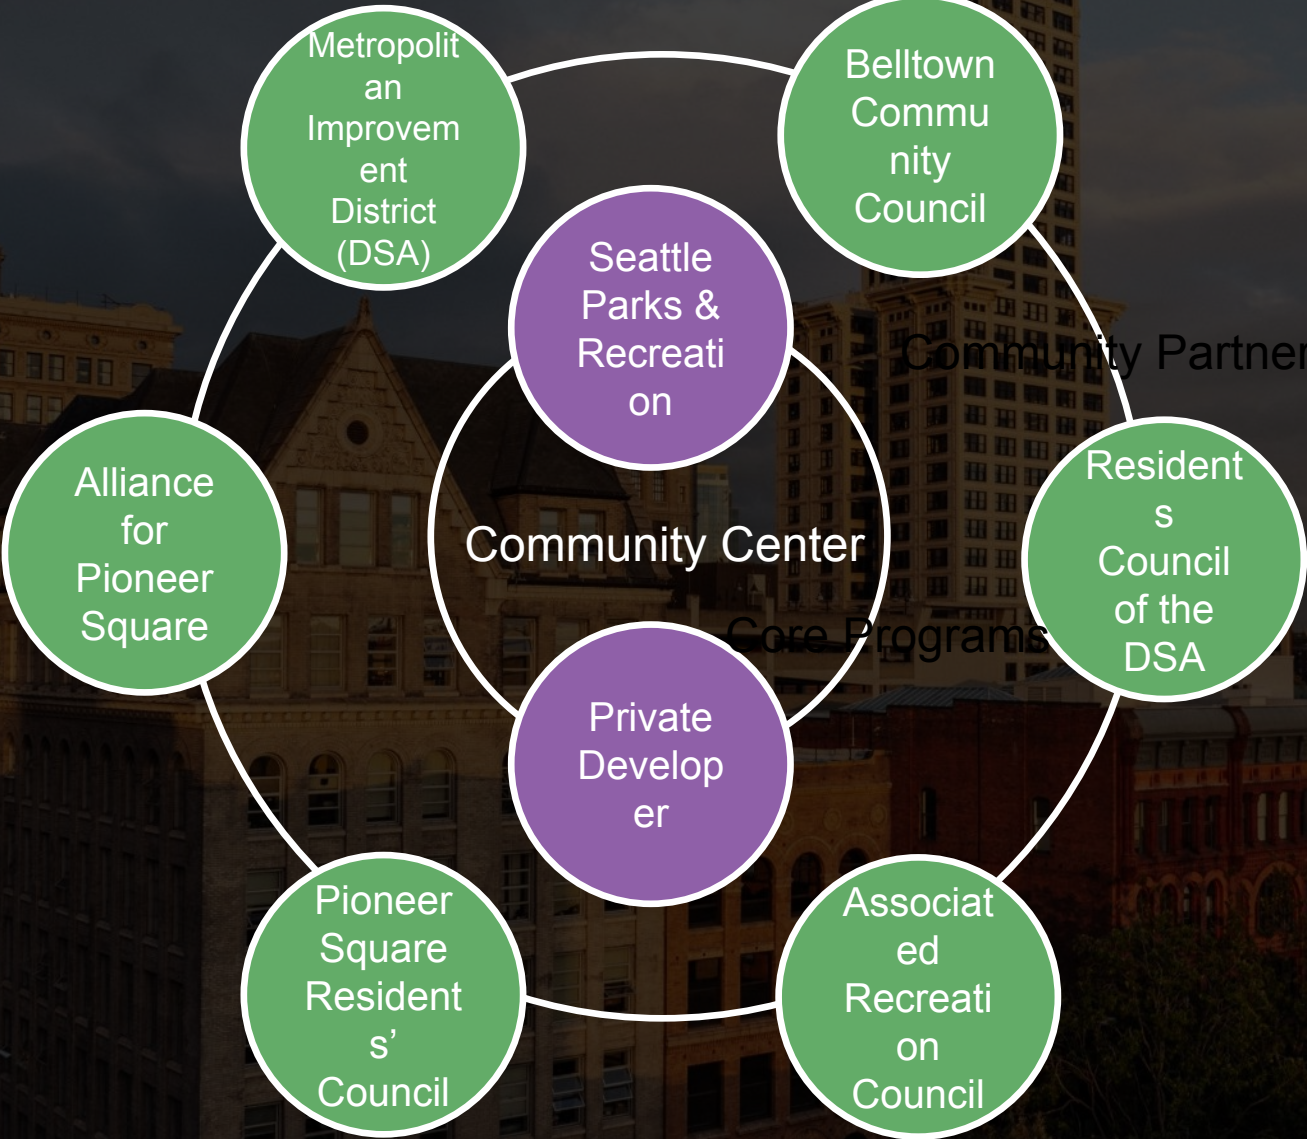 Metropolit
an
Improvem
ent
District
(DSA)
Belltown
Commu
nity
Council
Seattle
Parks &
Recreati
on
Community Partner
Alliance
for
Pioneer
Square
Community Center
Resident
s
Council
of the
DSA
Core Programs
Private
Develop
er
Pioneer
Square
Resident
s’
Council
Associat
ed
Recreati
on
Council